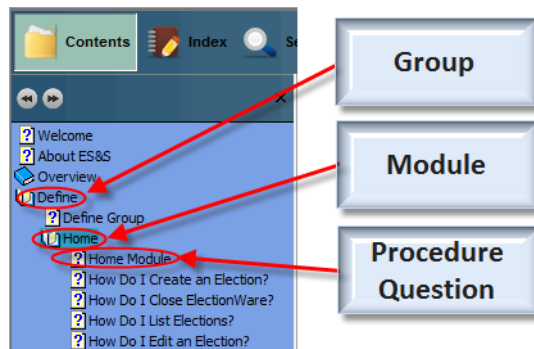 Contents Index
Welcome
About ES&S
Overview
Define
Define Group
Home
Home Module
How Do I Create an Election?
How Do I Close ElectionWare?
How Do I List Elections?
How Do I Edit an Election?
Group
Module
Procedure
Question